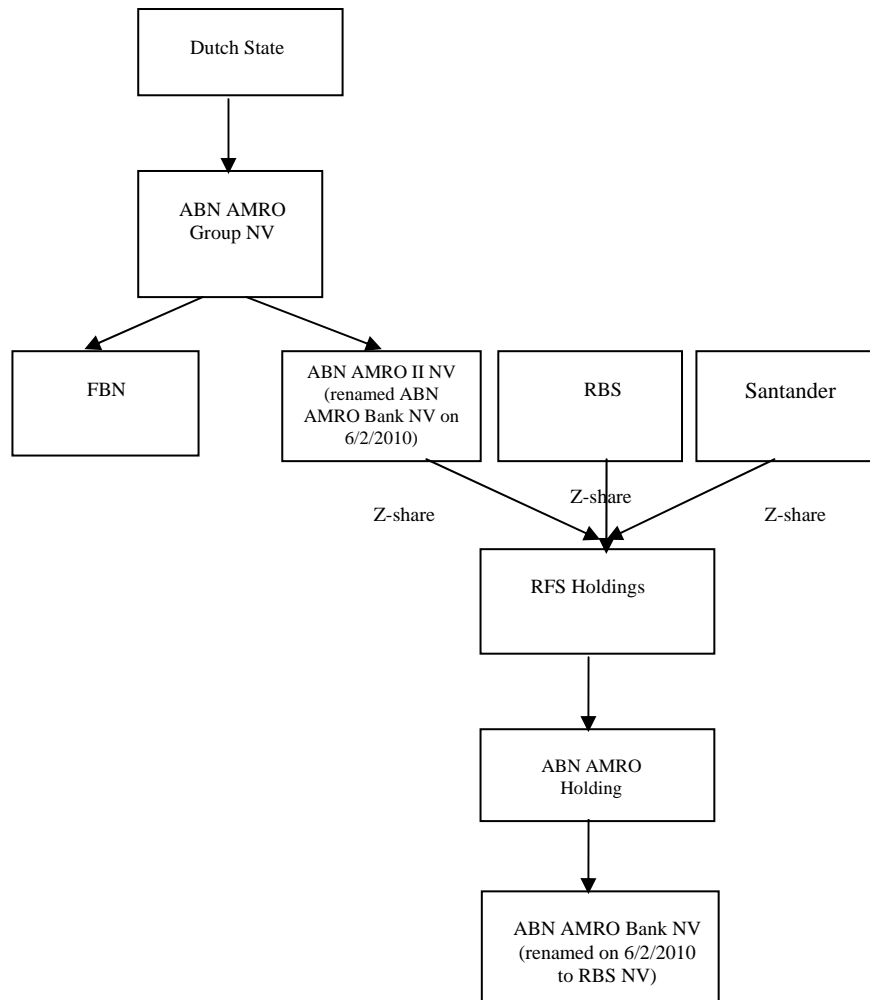 Dutch State
ABN AMRO
Group NV
FBN
ABN AMRO II NV
(renamed ABN
AMRO Bank NV on
6/2/2010)
RBS
Santander
Z-share
Z-share
Z-share
RFS Holdings
ABN AMRO
Holding
ABN AMRO Bank NV
(renamed on 6/2/2010
to RBS NV)